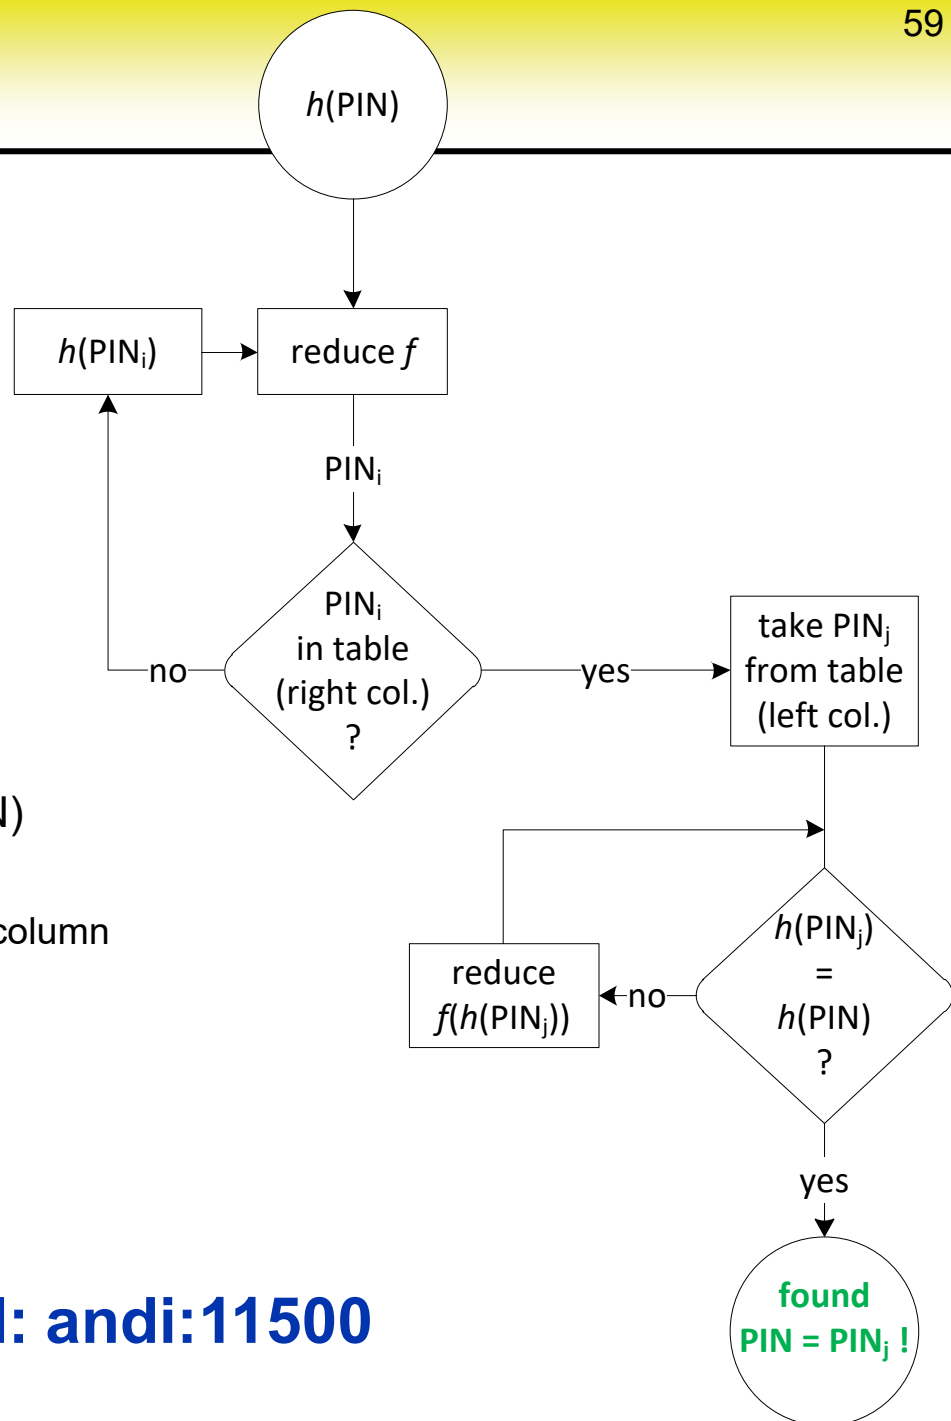 59
h(PIN)
h(PINi)
reduce f
PINi
PINi
in table
(right col.)
?
no
yes
take PINj
from table
(left col.)
N)
column
h(PINj)
=
h(PIN)
?
no
reduce
f(h(PINj))
yes
found
PIN = PINj !
: andi:11500